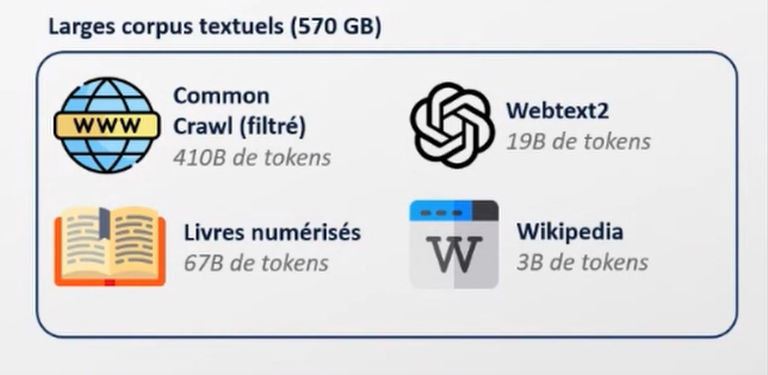 Larges corpus textuels (570 GB)
WWW
Common
Crawl (filtré)
410B de tokens
Webtext2
19B de tokens
Livres numérisés
67B de tokens
W
Wikipedia
3B de tokens